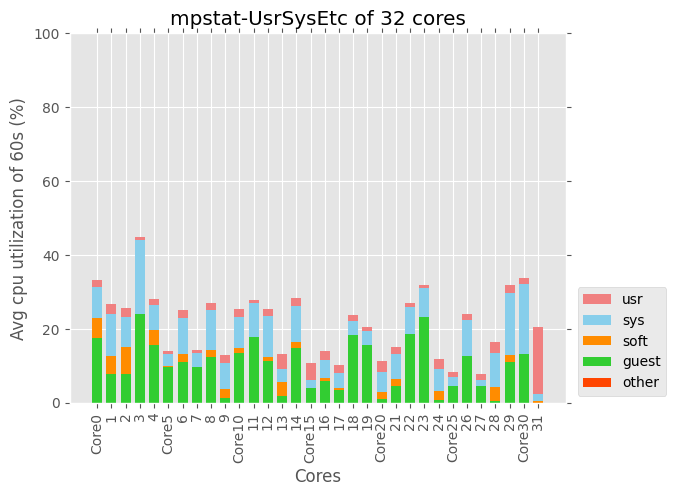 mpstat-UsrSysEtc of 32 cores
100
80
60
40
20
0
Avg cpu utilization of 60s (%)
Core0
1
2
3
4
Core5
6
7
8
9
Core10
11
12
13
14
Core15
16
17
18
19
Core20
21
22
23
24
Core25
26
27
28
29
Core30
31
Cores
usr
sys
soft
guest
other